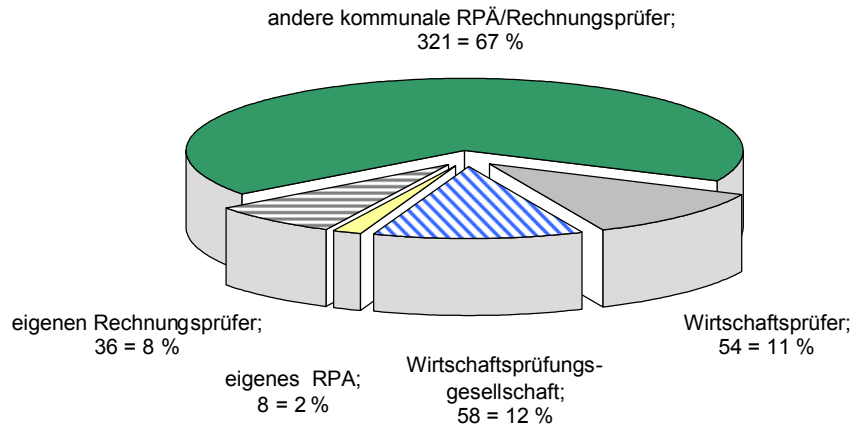 andere kommunale RPÄ/Rechnungsprüfer;
321 = 67 %
eigenen Rechnungsprüfer;
36 = 8 %
eigenes RPA;
8 = 2 %
Wirtschaftsprüfungs-
gesellschaft;
58 = 12 %
Wirtschaftsprüfer;
54 = 11 %